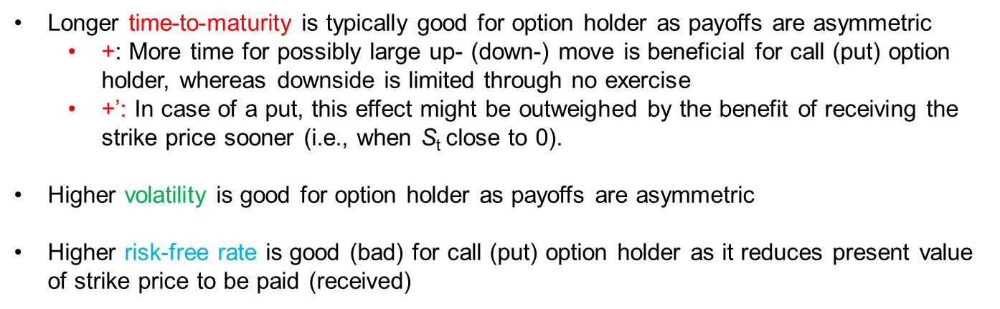 • Longer time-to-maturity is typically good for option holder as payoffs are asymmetric
• +: More time for possibly large up- (down-) move is beneficial for call (put) option
holder, whereas downside is limited through no exercise
• +’: In case of a put, this effect might be outweighed by the benefit of receiving the
strike price sooner (i.e., when St close to 0).
• Higher volatility is good for option holder as payoffs are asymmetric
• Higher risk-free rate is good (bad) for call (put) option holder as it reduces present value
of strike price to be paid (received)